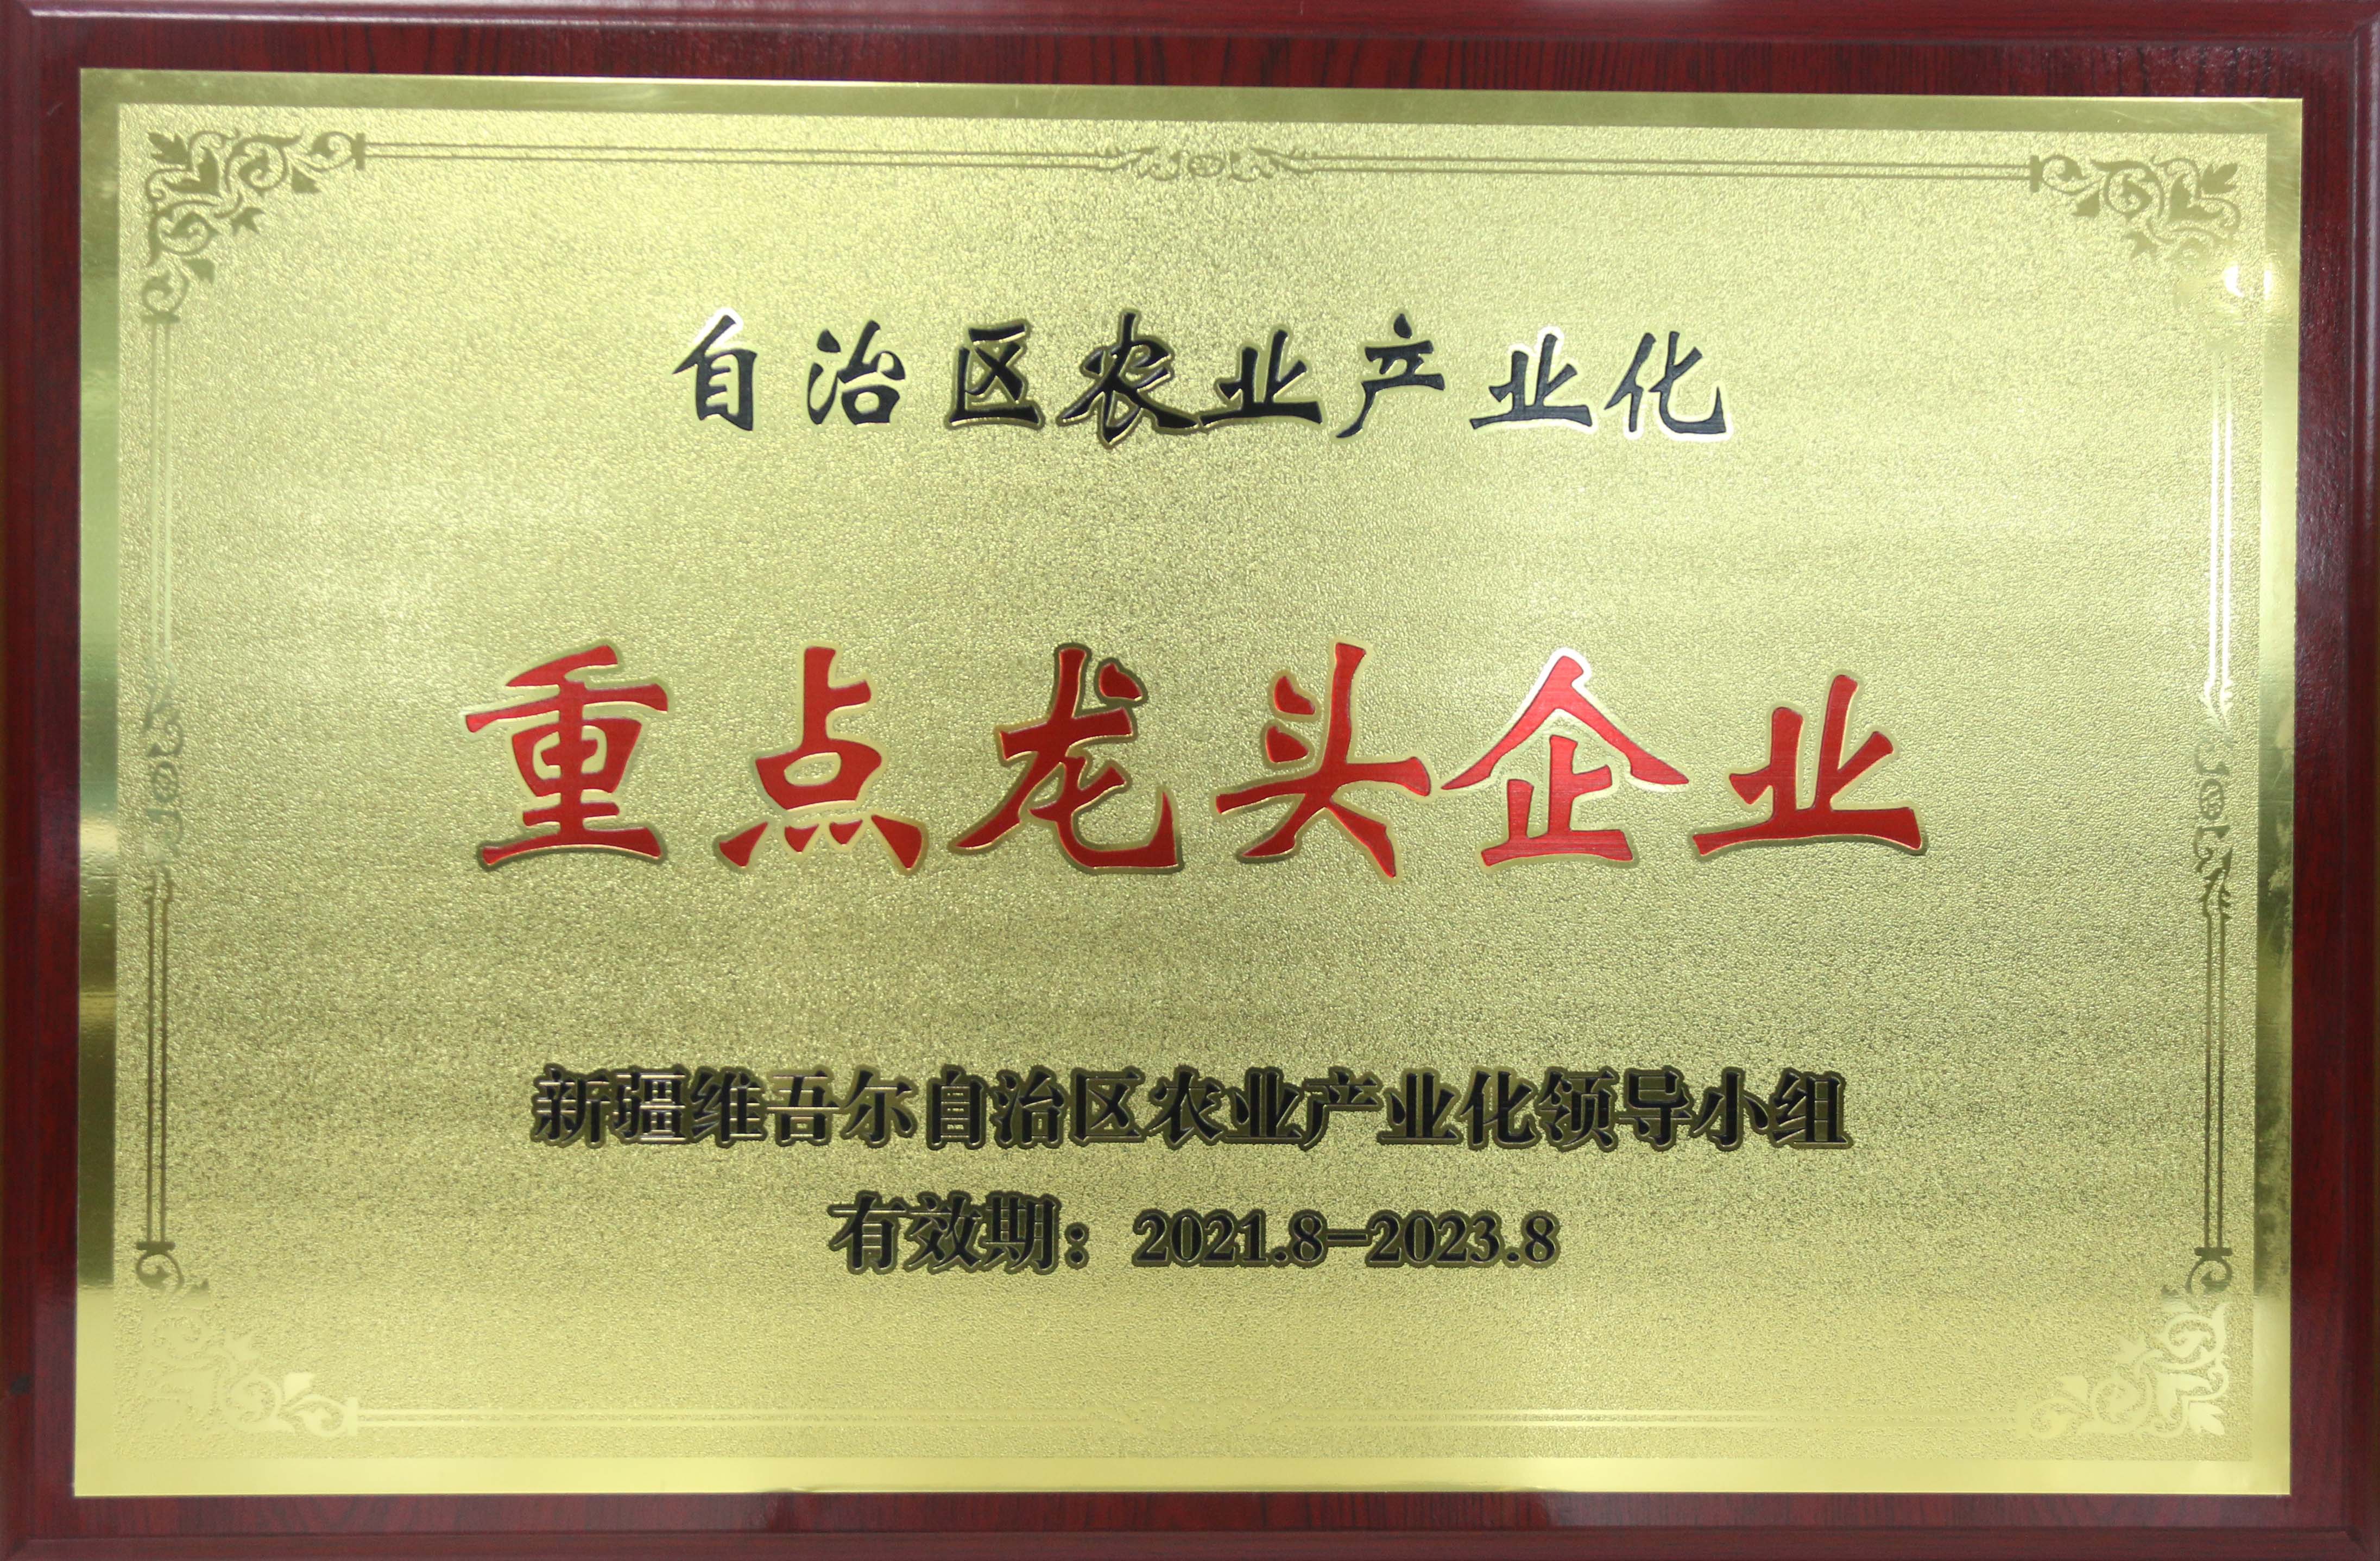 自治区农业产业化
重点龙头企业
新疆维吾尔自治区农业产业化领导小组
有效期：2021.8-2023.8